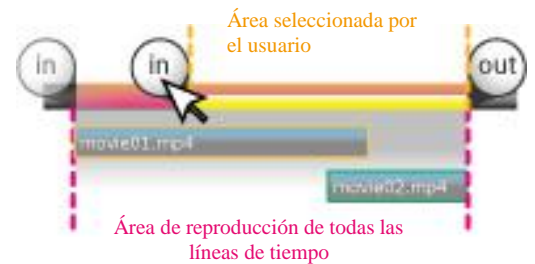 Área seleccionada por
el usuario
in
in
out
movie01.mp4
movie02.mp4
Área de reproducción de todas las
líneas de tiempo